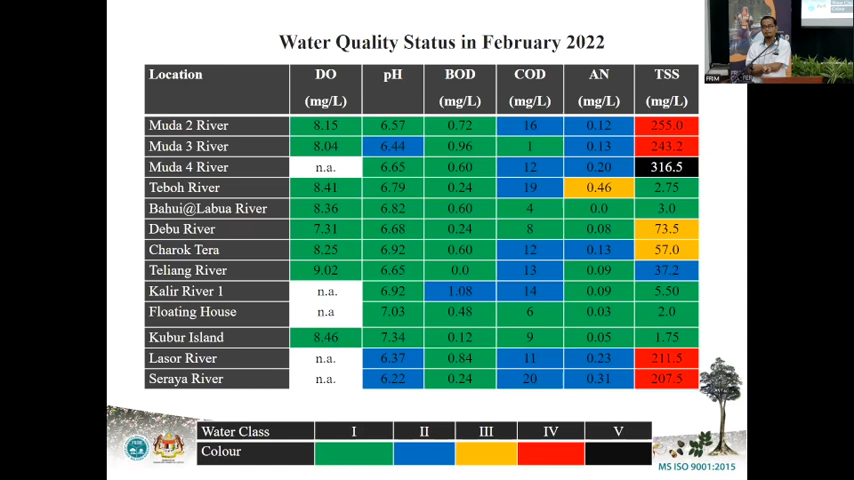 Water Quality Status in February 2022
Location DO pH BOD COD AN TSS
(mg/L) (mg/L) (mg/L) (mg/L) (mg/L)
Muda 2 River 8.15 6.57 0.72 16 0.12 255.0
Muda 3 River 8.04 6.44 0.96 1 0.13 243.2
Muda 4 River n.a. 6.65 0.60 12 0.20 316.5
Teboh River 8.41 6.79 0.24 19 0.46 2.75
Bahui@Labua River 8.36 6.82 0.60 4 0.0 3.0
Debu River 7.31 6.68 0.24 8 0.08 73.5
Charok Tera 8.25 6.92 0.60 12 0.13 57.0
Teliang River 9.02 6.65 0.0 13 0.09 37.2
Kalir River 1 n.a. 6.92 1.08 14 0.09 5.50
Floating House n.a 7.03 0.48 6 0.03 2.0
Kubur Island 8.46 7.34 0.12 9 0.05 1.75
Lasor River n.a. 6.37 0.84 11 0.23 211.5
Seraya River n.a. 6.22 0.24 20 0.31 207.5
Water Class I II III IV V
Colour
MS ISO 9001:2015
FRIM